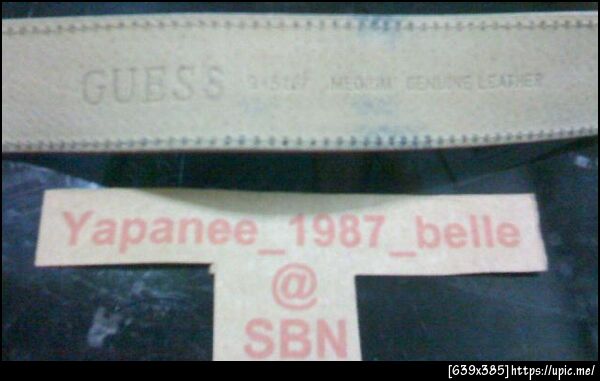 GUESS MEDIUM GENUINE LEATHER
Yapanee_1987_belle
@
SBN
[639x385]https://upic.me/